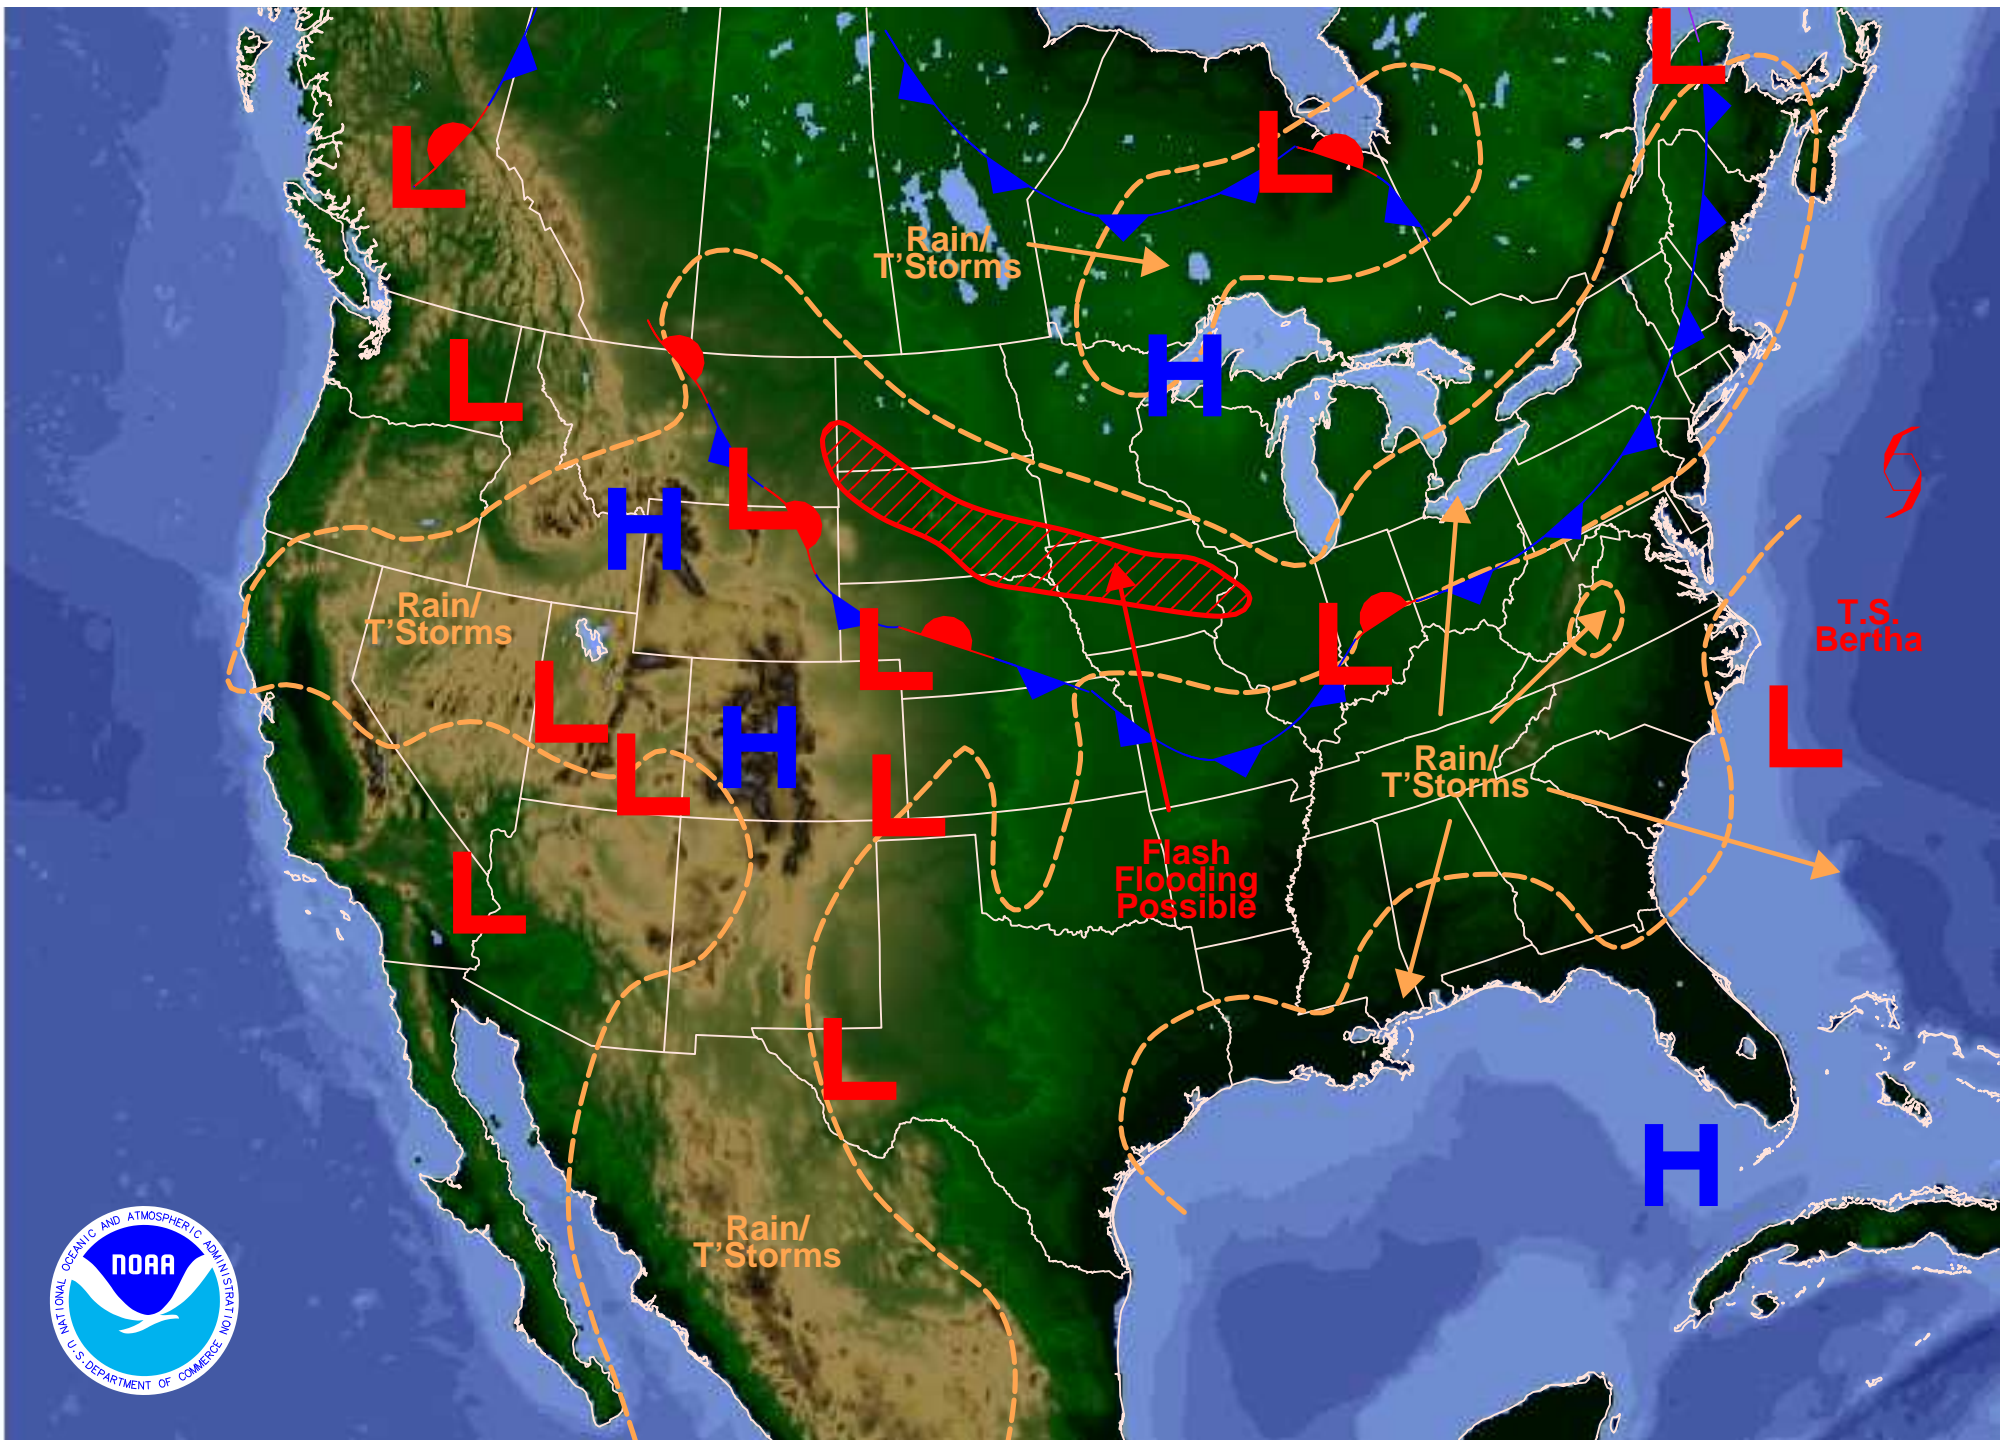 L
L
L
Rain/
T'Storms
L
H
L
H
T.S.
Bertha
Rain/
T'Storms
L
L
L
L
H
L
L
Rain/
T'Storms
L
Flash
Flooding
Possible
L
L
H
Rain/
T'Storms
NATIONAL OCEANIC AND ATMOSPHERIC ADMINISTRATION
NOAA
U.S. DEPARTMENT OF COMMERCE